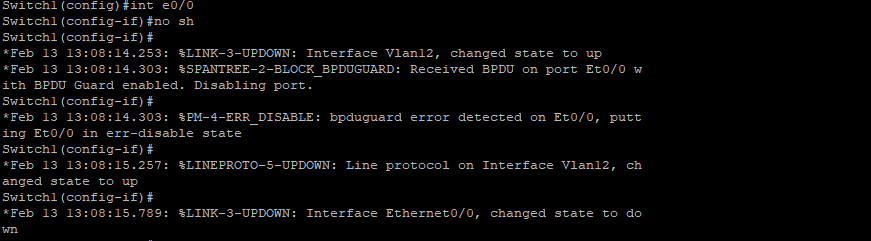 Switch1(config)#int e0/0
Switch1(config-if)#no sh
Switch1(config-if)#
*Feb 13 13:08:14.253: %LINK-3-UPDOWN: Interface Vlan12, changed state to up
*Feb 13 13:08:14.303: %SPANTREE-2-BLOCK_BPDUGUARD: Received BPDU on port Et0/0 w
ith BPDU Guard enabled. Disabling port.
Switch1(config-if)#
*Feb 13 13:08:14.303: %PM-4-ERR_DISABLE: bpduguard error detected on Et0/0, putt
ing Et0/0 in err-disable state
Switch1(config-if)#
*Feb 13 13:08:15.257: %LINEPROTO-5-UPDOWN: Line protocol on Interface Vlan12, ch
anged state to up
Switch1(config-if)#
*Feb 13 13:08:15.789: %LINK-3-UPDOWN: Interface Ethernet0/0, changed state to do
wn